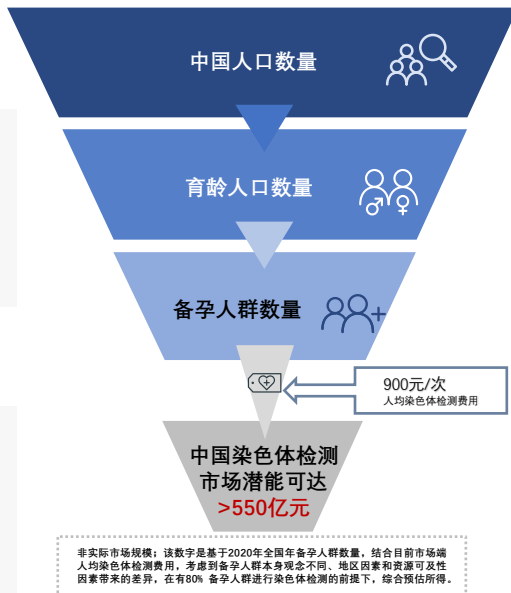 中国人口数量
育龄人口数量
备孕人群数量
900元/次
人均染色体检测费用
中国染色体检测
市场潜能可达
>550亿元
非实际市场规模；该数字是基于2020年全国年备孕人群数量，结合目前市场端
人均染色体检测费用，考虑到备孕人群本身观念不同、地区因素和资源可及性
因素带来的差异，在有80% 备孕人群进行染色体检测的前提下，综合预估所得。